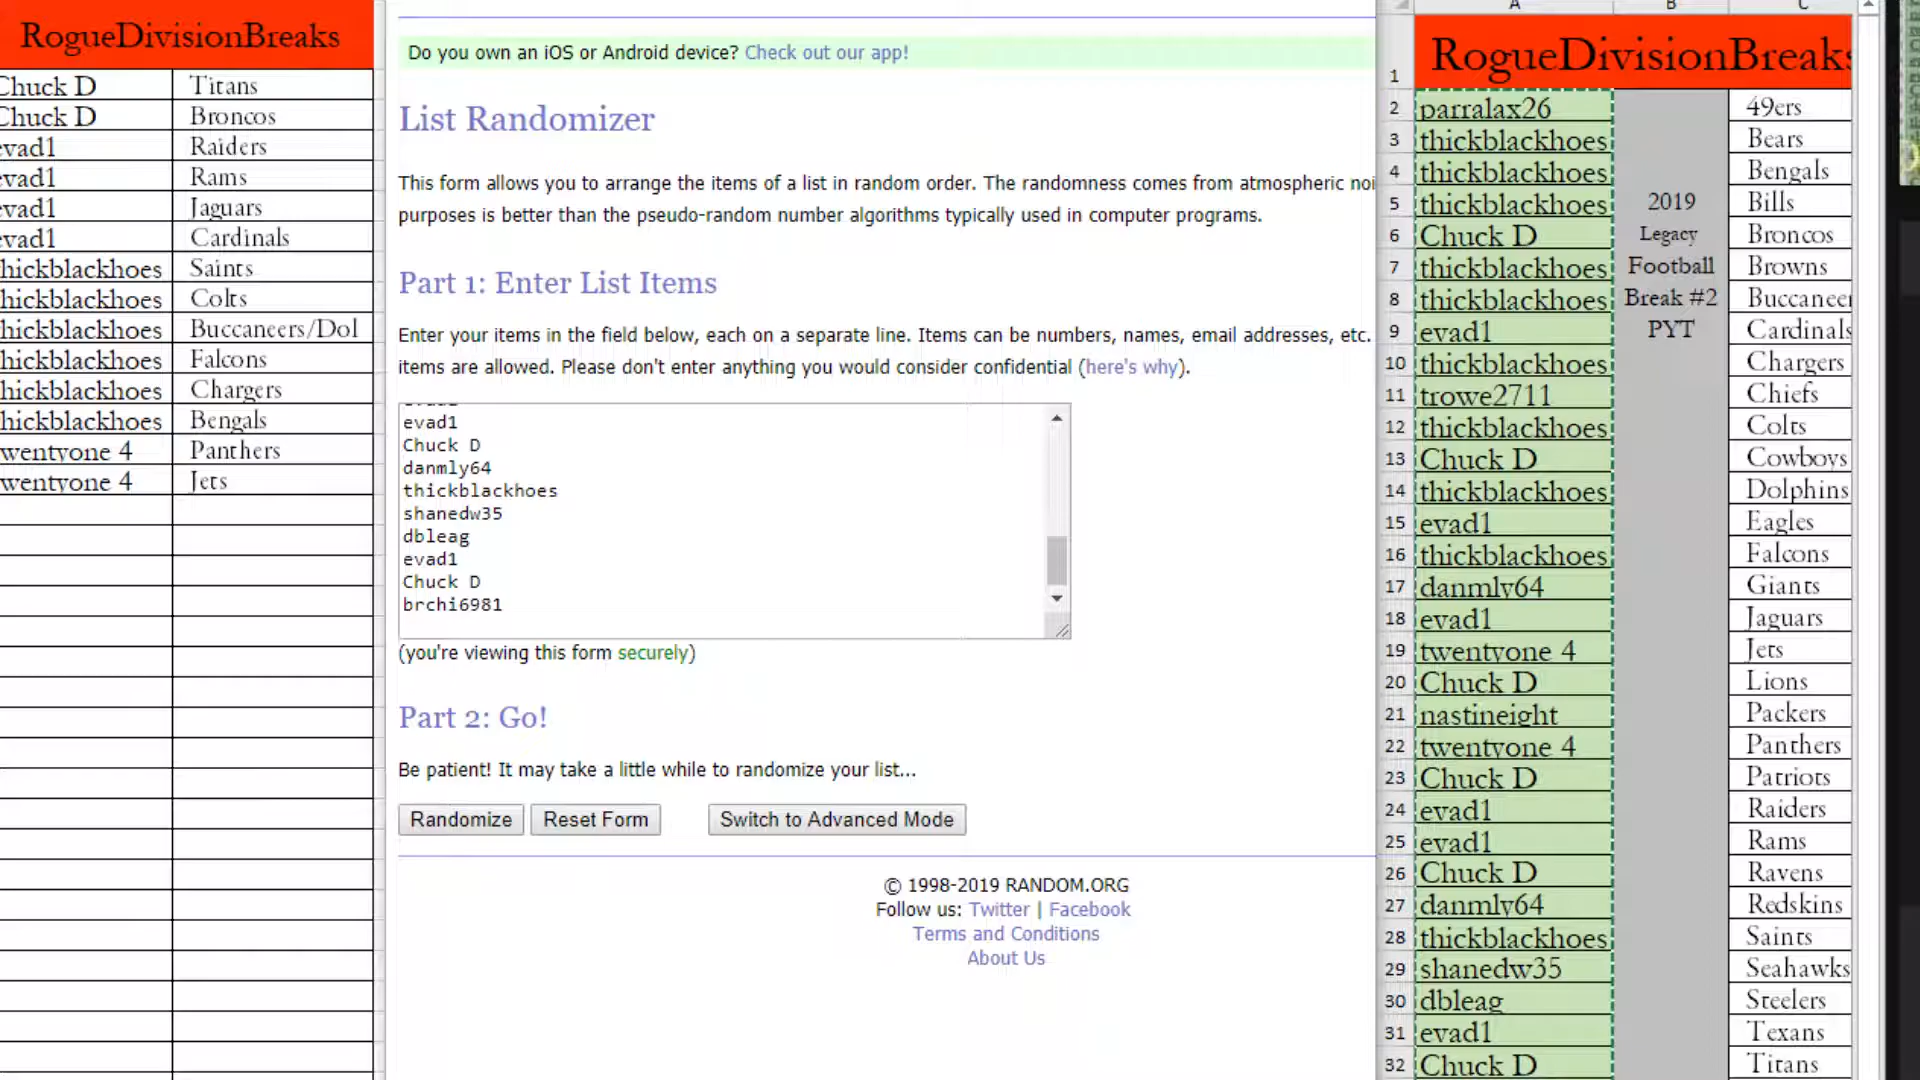 RogueDivisionBreaks
Chuck D Titans
Chuck D Broncos
evad1 Raiders
evad1 Rams
evad1 Jaguars
evad1 Cardinals
hickblackhoes Saints
hickblackhoes Colts
hickblackhoes Buccaneers/Dol
hickblackhoes Falcons
hickblackhoes Chargers
hickblackhoes Bengals
wentyone 4 Panthers
wentyone 4 Jets
Do you own an iOS or Android device? Check out our app!
List Randomizer
This form allows you to arrange the items of a list in random order. The randomness comes from atmospheric noi
purposes is better than the pseudo-random number algorithms typically used in computer programs.
Part 1: Enter List Items
Enter your items in the field below, each on a separate line. Items can be numbers, names, email addresses, etc.
items are allowed. Please don't enter anything you would consider confidential (here's why).
evad1
Chuck D
danmly64
thickblackhoes
shanedw35
dbleag
evad1
Chuck D
brchi6981
(you're viewing this form securely)
Part 2: Go!
Be patient! It may take a little while to randomize your list...
Randomize Reset Form Switch to Advanced Mode
© 1998-2019 RANDOM.ORG
Follow us: Twitter | Facebook
Terms and Conditions
About Us
A B C
1 RogueDivisionBreaks
2 parralax26 49ers
3 thickblackhoes Bears
4 thickblackhoes Bengals
5 thickblackhoes 2019 Bills
6 Chuck D Legacy Broncos
7 thickblackhoes Football Browns
8 thickblackhoes Break #2 Buccaneer
9 evad1 PYT Cardinals
10 thickblackhoes Chargers
11 trowe2711 Chiefs
12 thickblackhoes Colts
13 Chuck D Cowboys
14 thickblackhoes Dolphins
15 evad1 Eagles
16 thickblackhoes Falcons
17 danmly64 Giants
18 evad1 Jaguars
19 twentyone 4 Jets
20 Chuck D Lions
21 nastineight Packers
22 twentyone 4 Panthers
23 Chuck D Patriots
24 evad1 Raiders
25 evad1 Rams
26 Chuck D Ravens
27 danmly64 Redskins
28 thickblackhoes Saints
29 shanedw35 Seahawks
30 dbleag Steelers
31 evad1 Texans
32 Chuck D Titans